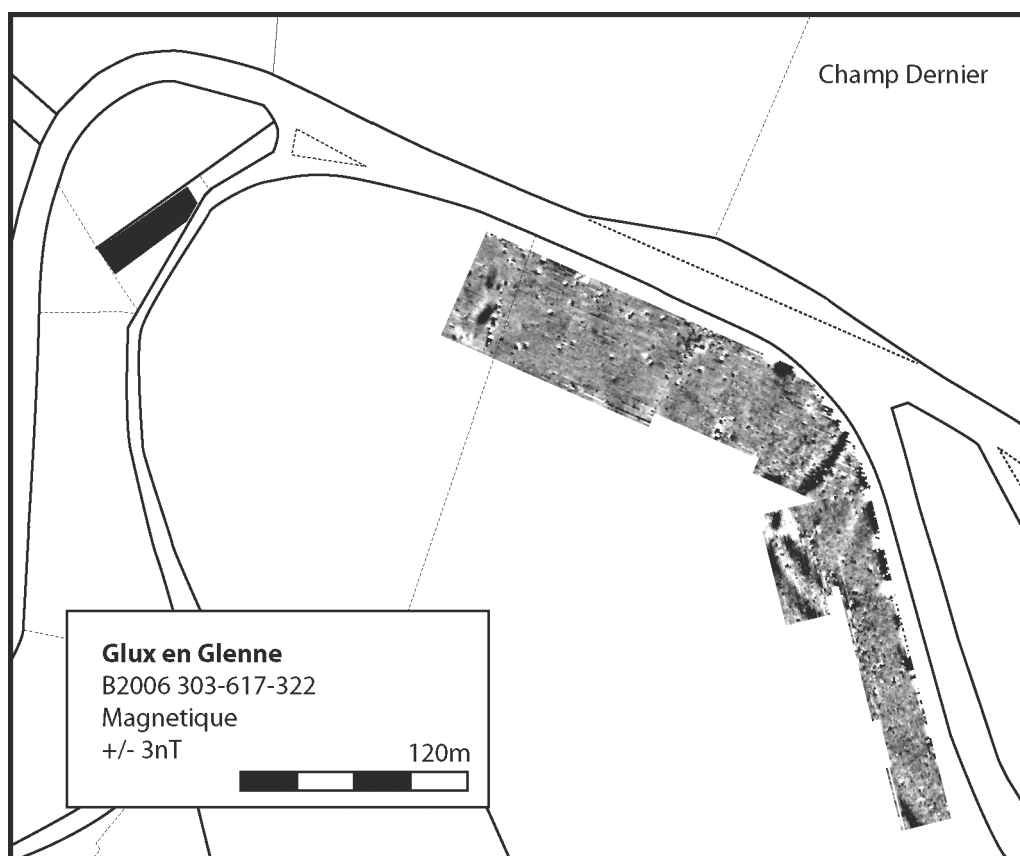 Champ Dernier
Glux en Glenne
B2006 303-617-322
Magnetique
+/- 3nT
120m